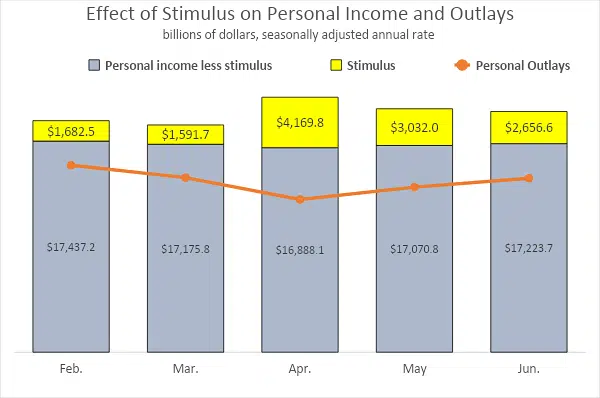 Effect of Stimulus on Personal Income and Outlays
billions of dollars, seasonally adjusted annual rate
Personal income less stimulus Stimulus Personal Outlays
$1,682.5 $1,591.7 $4,169.8 $3,032.0 $2,656.6
$17,437.2 $17,175.8 $16,888.1 $17,070.8 $17,223.7
Feb. Mar. Apr. May Jun.